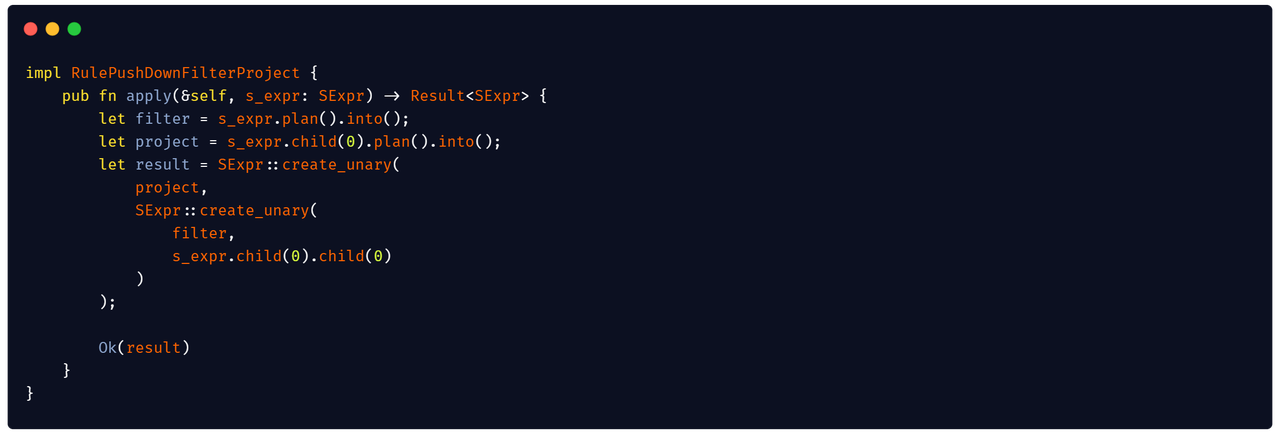 impl RulePushDownFilterProject {
    pub fn apply(&self, s_expr: SExpr) -> Result<SExpr> {
        let filter = s_expr.plan().into();
        let project = s_expr.child(0).plan().into();
        let result = SExpr::create_unary(
            project,
            SExpr::create_unary(
                filter,
                s_expr.child(0).child(0)
            )
        );

        Ok(result)
    }
}